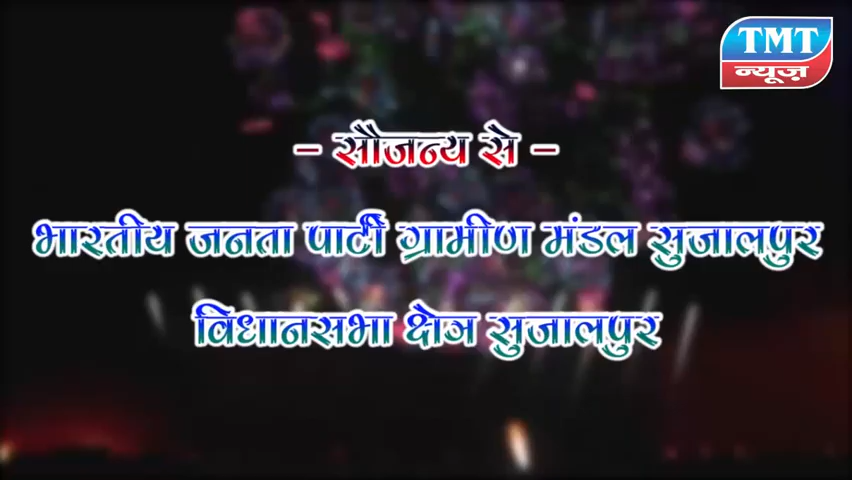 TMT
न्यूज़
- सौजन्य से -
भारतीय जनता पार्टी ग्रामीण मंडल सुजालपुर
विधानसभा क्षेत्र सुजालपुर